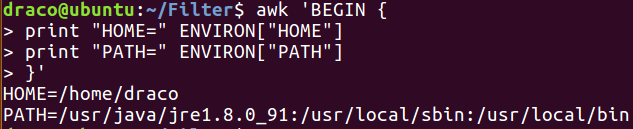 draco@ubuntu:~/Filter$ awk 'BEGIN {
> print "HOME=" ENVIRON["HOME"]
> print "PATH=" ENVIRON["PATH"]
> }'
HOME=/home/draco
PATH=/usr/java/jre1.8.0_91:/usr/local/sbin:/usr/local/bin